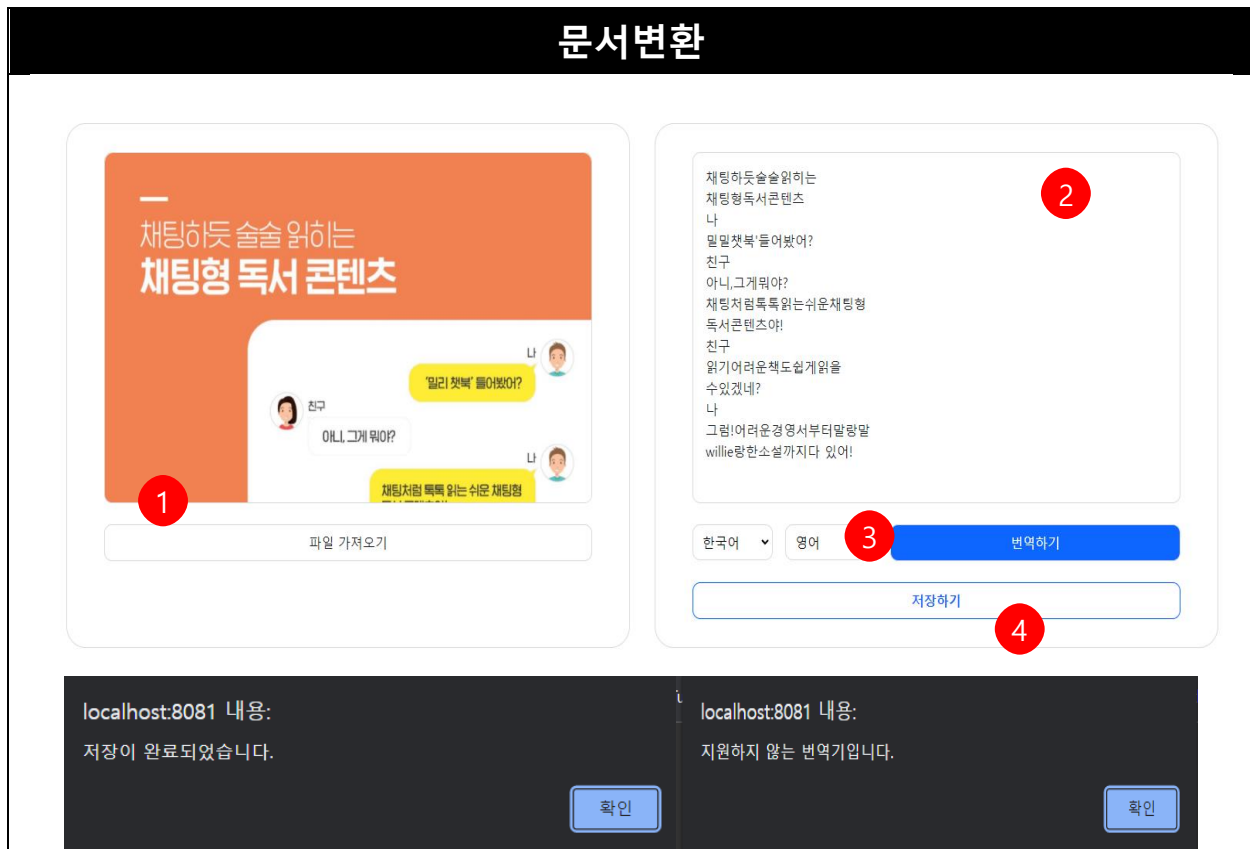 문서변환
채팅하듯 술술 읽히는
채팅형 독서 콘텐츠
나
'밀리 챗북' 들어봤어?
친구
아니, 그게 뭐야?
나
채팅처럼 톡톡 읽는 쉬운 채팅형
1
파일 가져오기
채팅하듯술술읽히는
채팅형독서콘텐츠
나
밀밀챗북'들어봤어?
친구
아니,그게뭐야?
채팅처럼톡톡읽는쉬운채팅형
독서콘텐츠야!
친구
읽기어려운책도쉽게읽을
수있겠네?
나
그럼!어려운경영서부터말랑말
willie랑한소설까지다 있어!
2
한국어
영어
3
번역하기
저장하기
4
localhost:8081 내용:
저장이 완료되었습니다.
확인
localhost:8081 내용:
지원하지 않는 번역기입니다.
확인